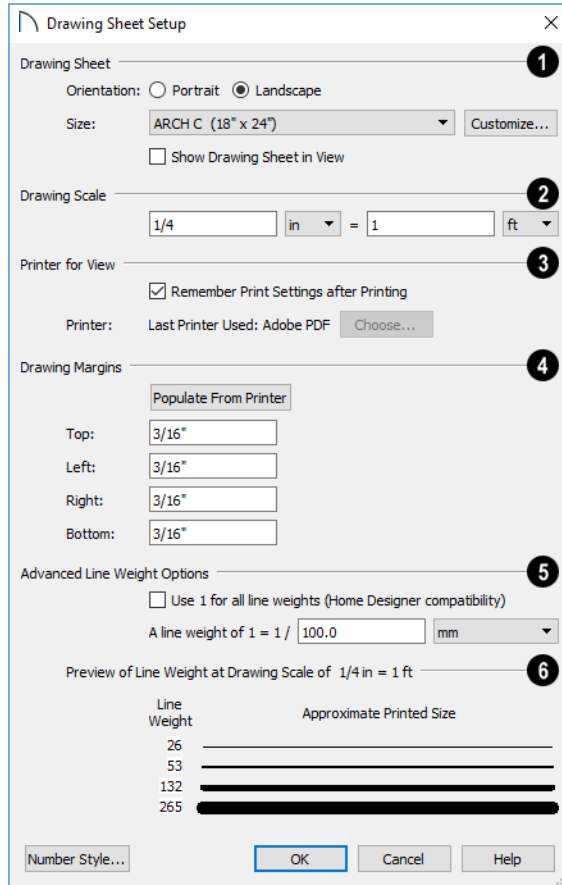 Drawing Sheet Setup
Drawing Sheet 1
Orientation: Portrait Landscape
Size: ARCH C (18" x 24") Customize...
Show Drawing Sheet in View
Drawing Scale 2
1/4 in = 1 ft
Printer for View 3
Remember Print Settings after Printing
Printer: Last Printer Used: Adobe PDF Choose...
Drawing Margins 4
Populate From Printer
Top: 3/16"
Left: 3/16"
Right: 3/16"
Bottom: 3/16"
Advanced Line Weight Options 5
Use 1 for all line weights (Home Designer compatibility)
A line weight of 1 = 1 / 100.0 mm
Preview of Line Weight at Drawing Scale of 1/4 in = 1 ft 6
Line Weight Approximate Printed Size
26
53
132
265
Number Style... OK Cancel Help